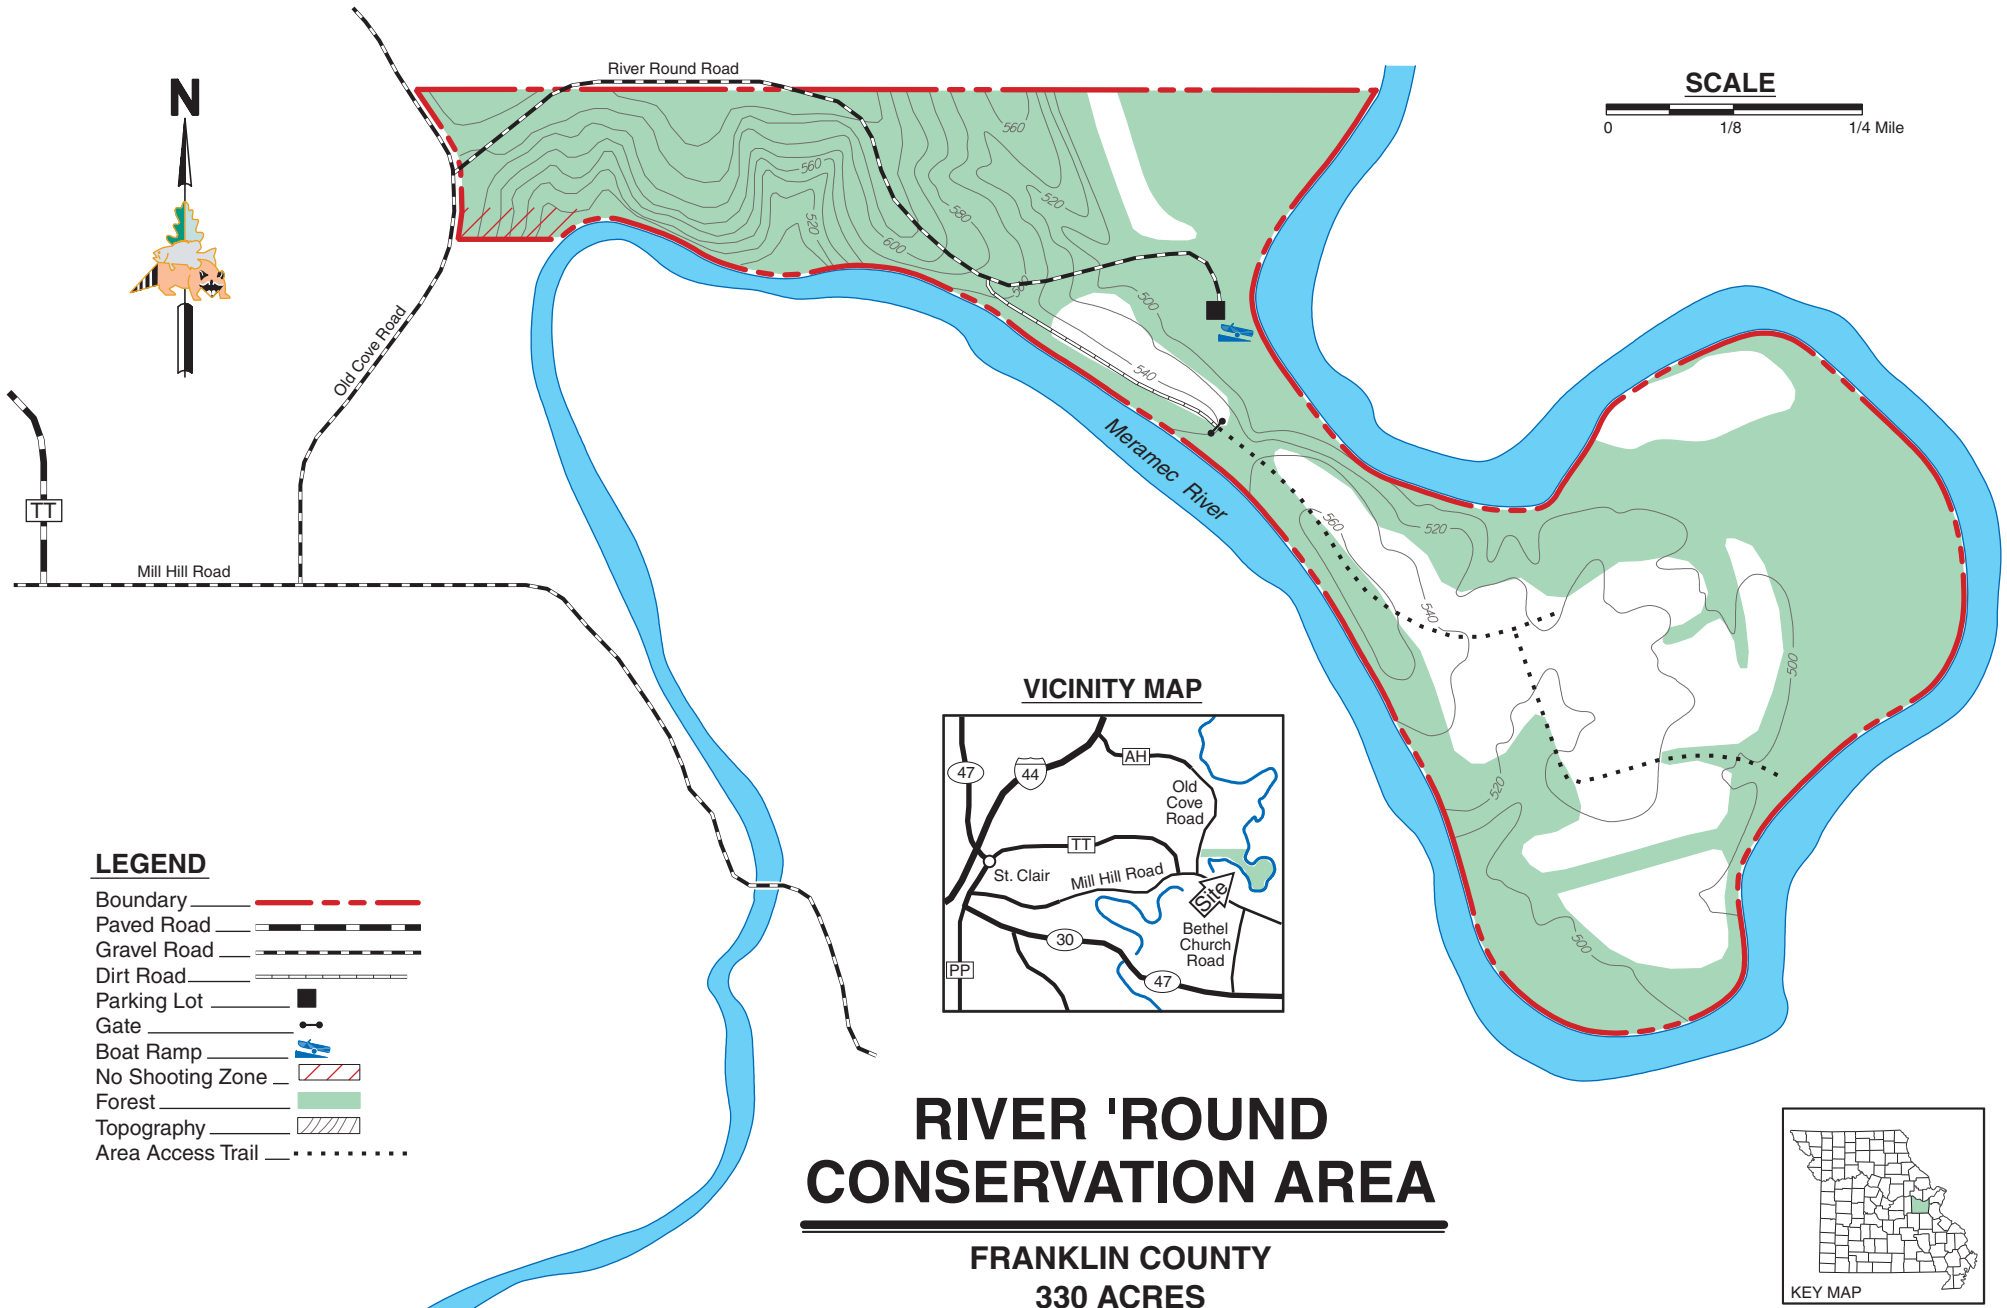 N
River Round Road
SCALE
0 1/8 1/4 Mile
560
560
520
520
580
600
500
540
Old Cove Road
TT
Mill Hill Road
Meramec River
560
520
540
500
520
500
VICINITY MAP
47
44
AH
Old
Cove
Road
TT
St. Clair
Mill Hill Road
Site
Bethel
Church
Road
30
PP
47
LEGEND
Boundary
Paved Road
Gravel Road
Dirt Road
Parking Lot
Gate
Boat Ramp
No Shooting Zone
Forest
Topography
Area Access Trail
RIVER 'ROUND
CONSERVATION AREA
FRANKLIN COUNTY
330 ACRES
KEY MAP